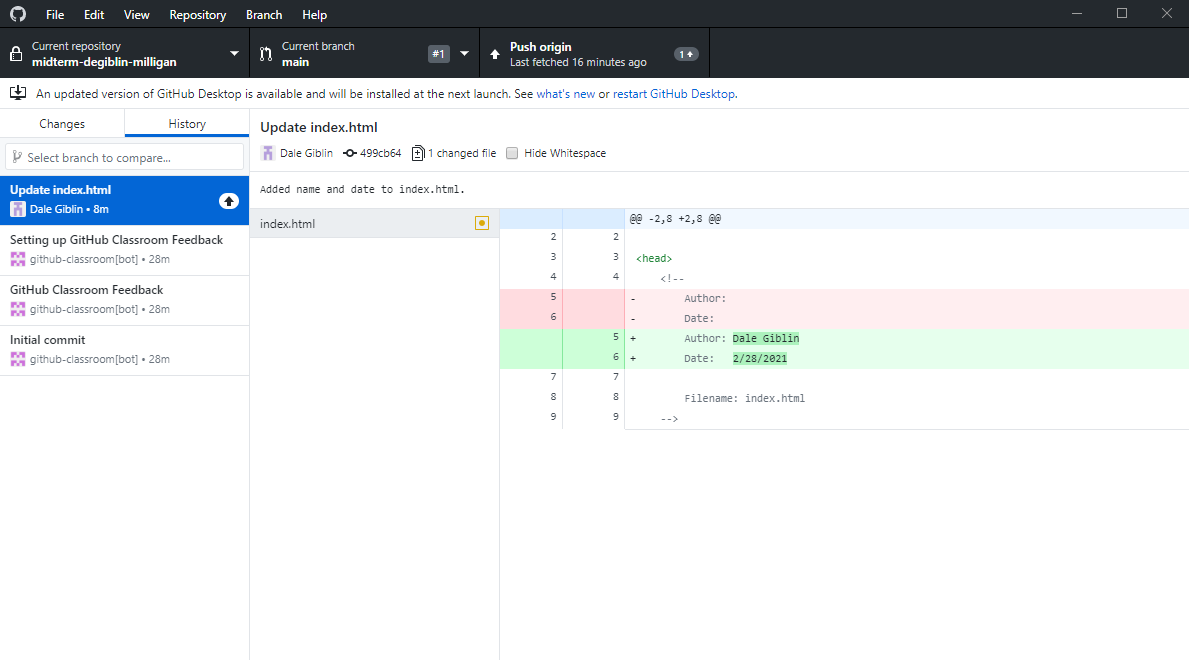 File Edit View Repository Branch Help
Current repository
midterm-degiblin-milligan
Current branch
main
#1
Push origin
Last fetched 16 minutes ago
1
An updated version of GitHub Desktop is available and will be installed at the next launch. See what's new or restart GitHub Desktop.
Changes
History
Select branch to compare...
Update index.html
Dale Giblin • 8m
Setting up GitHub Classroom Feedback
github-classroom[bot] • 28m
GitHub Classroom Feedback
github-classroom[bot] • 28m
Initial commit
github-classroom[bot] • 28m
Update index.html
Dale Giblin 499cb64 1 changed file Hide Whitespace
Added name and date to index.html.
index.html
@@ -2,8 +2,8 @@
2 2
3 3 <head>
4 4 <!--
5 - Author:
6 - Date:
5 + Author: Dale Giblin
6 + Date: 2/28/2021
7 7
8 8 Filename: index.html
9 9 -->